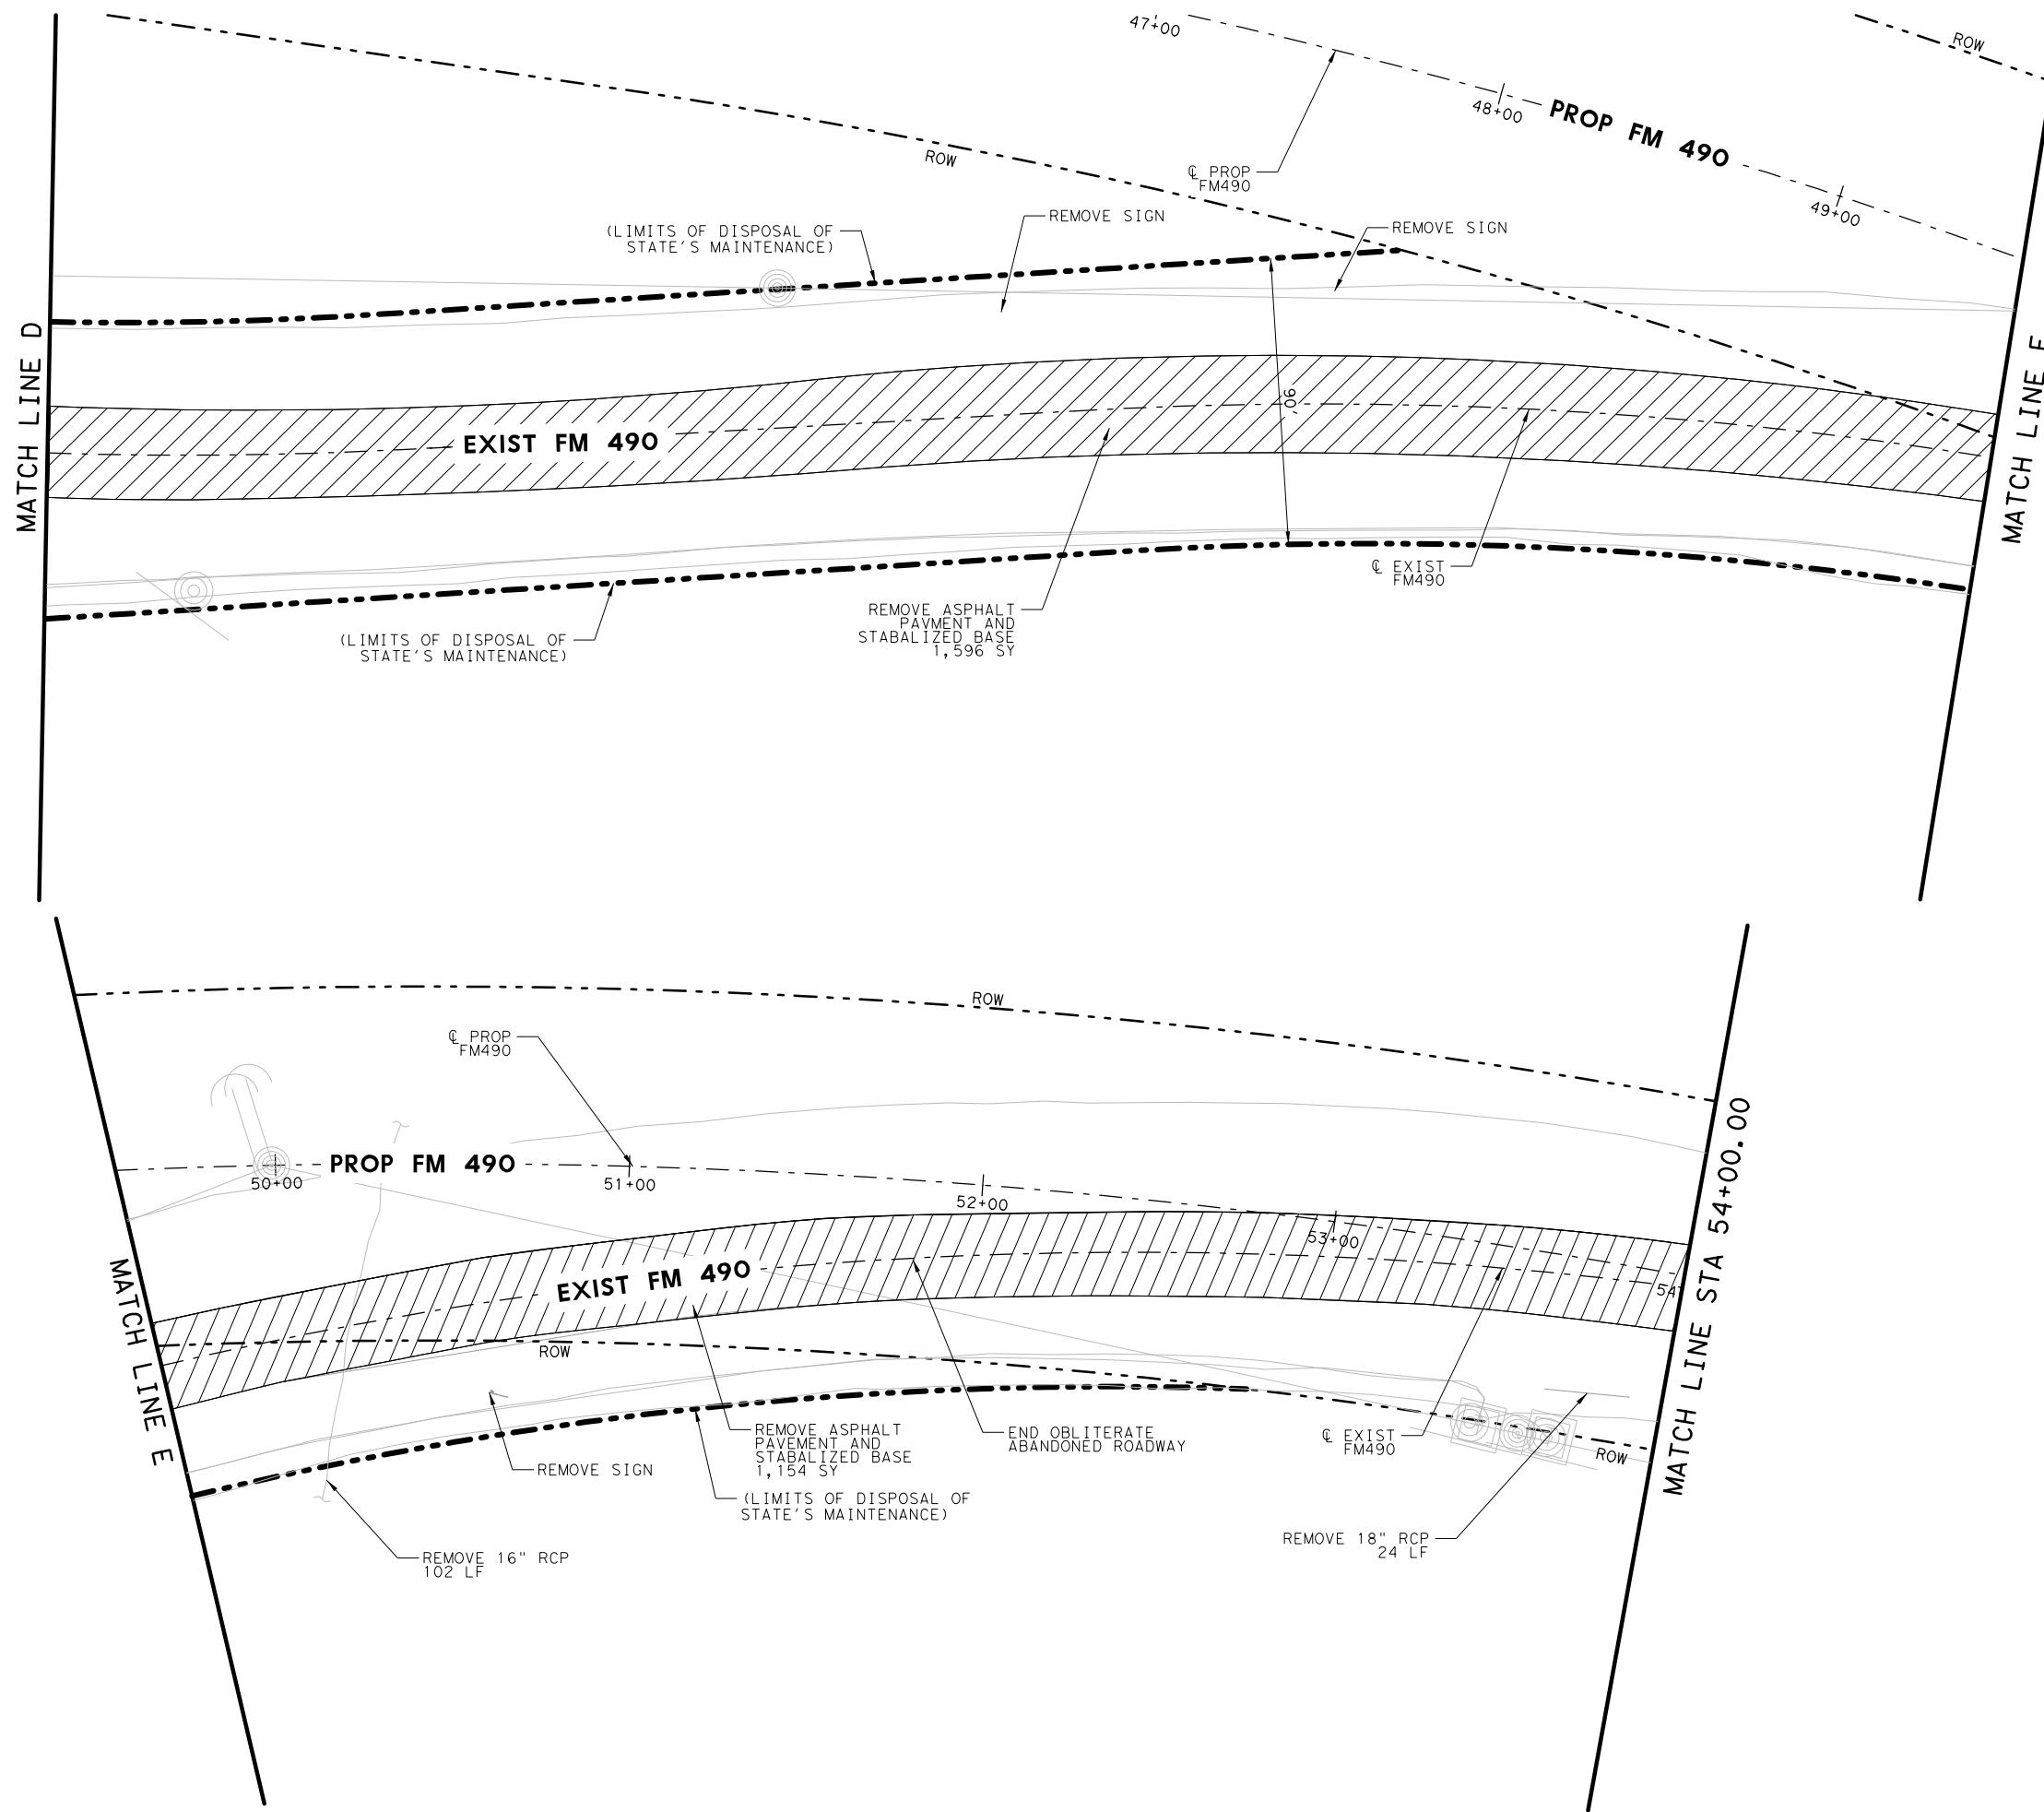 47+00
ROW
48+00
PROP FM 490
ROW
℄ PROP
FM490
49+00
REMOVE SIGN
REMOVE SIGN
(LIMITS OF DISPOSAL OF
STATE'S MAINTENANCE)
MATCH LINE D
90'
EXIST FM 490
MATCH LINE E
℄ EXIST
FM490
REMOVE ASPHALT
PAVMENT AND
STABALIZED BASE
1,596 SY
(LIMITS OF DISPOSAL OF
STATE'S MAINTENANCE)
ROW
℄ PROP
FM490
PROP FM 490
50+00
51+00
52+00
53+00
54+
MATCH LINE STA 54+00.00
EXIST FM 490
MATCH LINE E
ROW
REMOVE ASPHALT
PAVEMENT AND
STABALIZED BASE
1,154 SY
END OBLITERATE
ABANDONED ROADWAY
℄ EXIST
FM490
ROW
REMOVE SIGN
(LIMITS OF DISPOSAL OF
STATE'S MAINTENANCE)
REMOVE 18" RCP
24 LF
REMOVE 16" RCP
102 LF